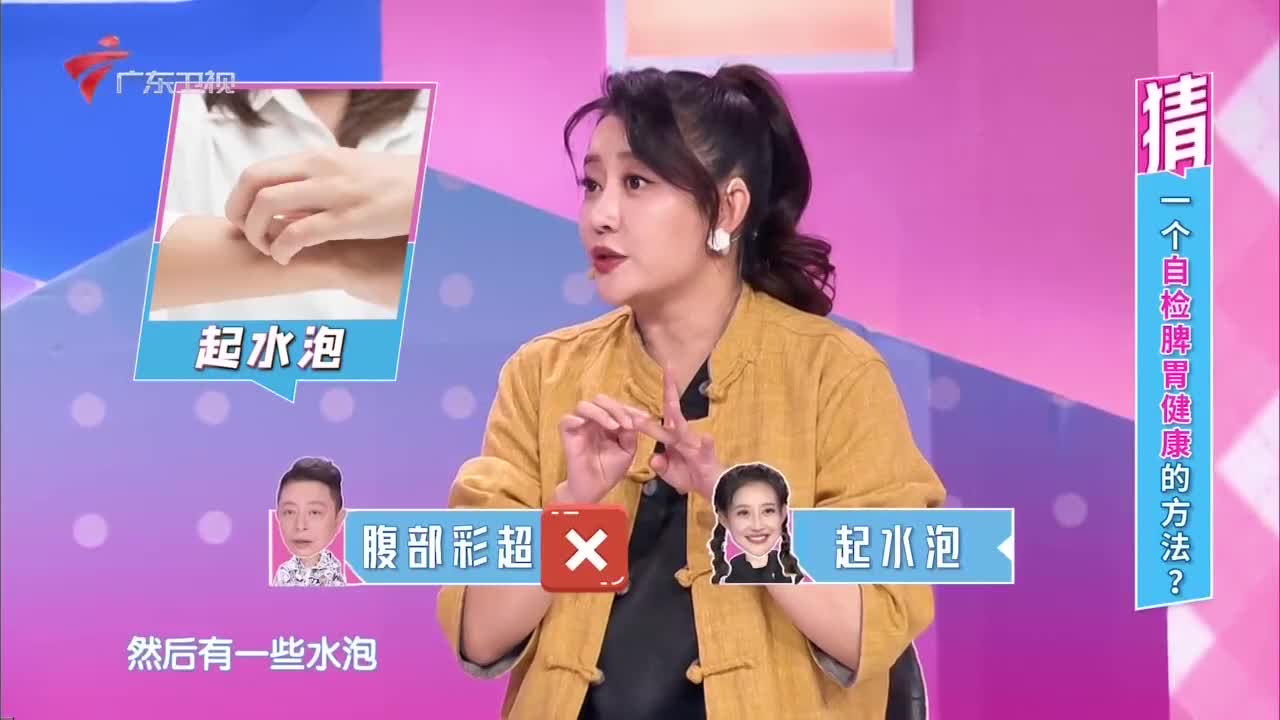 广东卫视
起水泡
猜
一个自检脾胃健康的方法？
腹部彩超
起水泡
然后有一些水泡